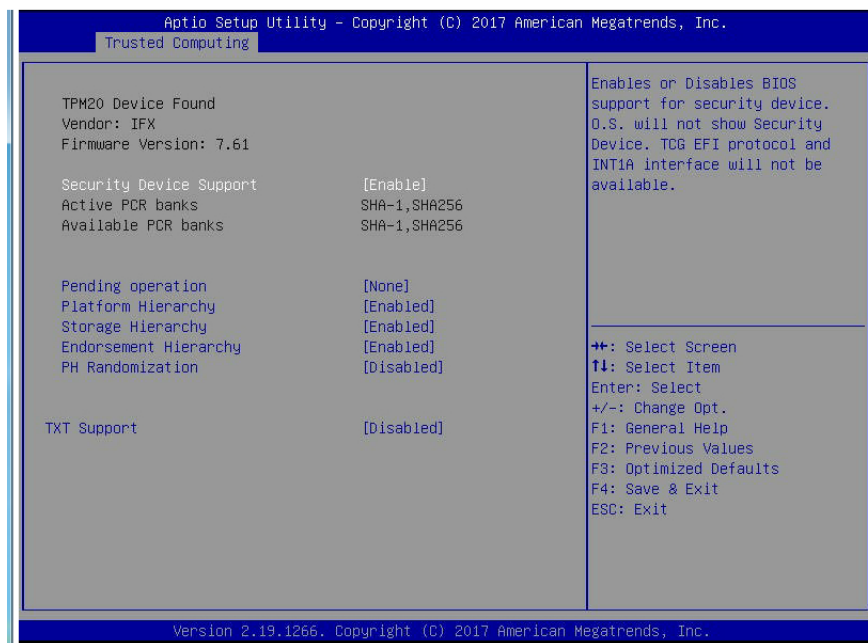 Aptio Setup Utility – Copyright (C) 2017 American Megatrends, Inc.
Trusted Computing
TPM20 Device Found
Vendor: IFX
Firmware Version: 7.61
Security Device Support [Enable]
Active PCR banks SHA-1,SHA256
Available PCR banks SHA-1,SHA256
Pending operation [None]
Platform Hierarchy [Enabled]
Storage Hierarchy [Enabled]
Endorsement Hierarchy [Enabled]
PH Randomization [Disabled]
TXT Support [Disabled]
Enables or Disables BIOS
support for security device.
O.S. will not show Security
Device. TCG EFI protocol and
INT1A interface will not be
available.
→←: Select Screen
↑↓: Select Item
Enter: Select
+/-: Change Opt.
F1: General Help
F2: Previous Values
F3: Optimized Defaults
F4: Save & Exit
ESC: Exit
Version 2.19.1266. Copyright (C) 2017 American Megatrends, Inc.